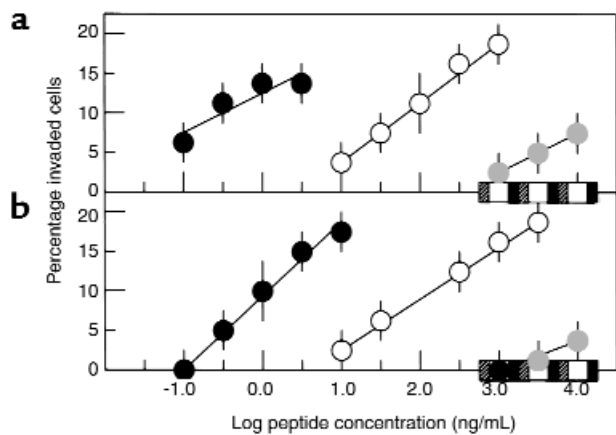 a
20
15
10
5
0
b
20
15
10
5
0
Percentage invaded cells
-1.0 0.0 1.0 2.0 3.0 4.0
Log peptide concentration (ng/mL)